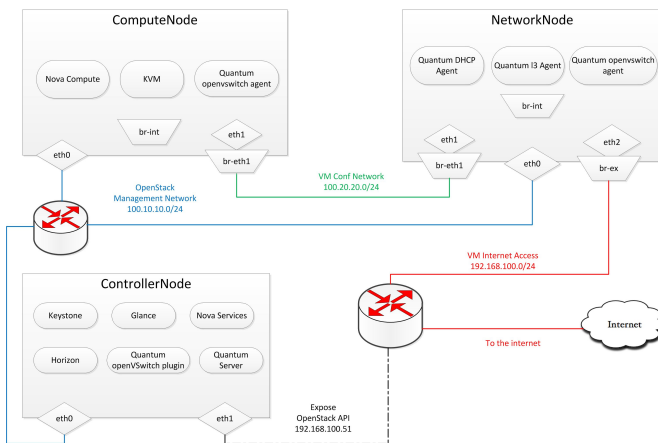 ComputeNode
Nova Compute
KVM
Quantum
openvswitch agent
br-int
eth1
br-eth1
eth0
NetworkNode
Quantum DHCP
Agent
Quantum l3 Agent
Quantum openvswitch
agent
br-int
eth1
br-eth1
eth0
eth2
br-ex
OpenStack
Management Network
100.10.10.0/24
VM Conf Network
100.20.20.0/24
VM Internet Access
192.168.100.0/24
ControllerNode
Keystone
Glance
Nova Services
Horizon
Quantum
openVSwitch plugin
Quantum
Server
eth0
eth1
Internet
To the internet
Expose
OpenStack API
192.168.100.51